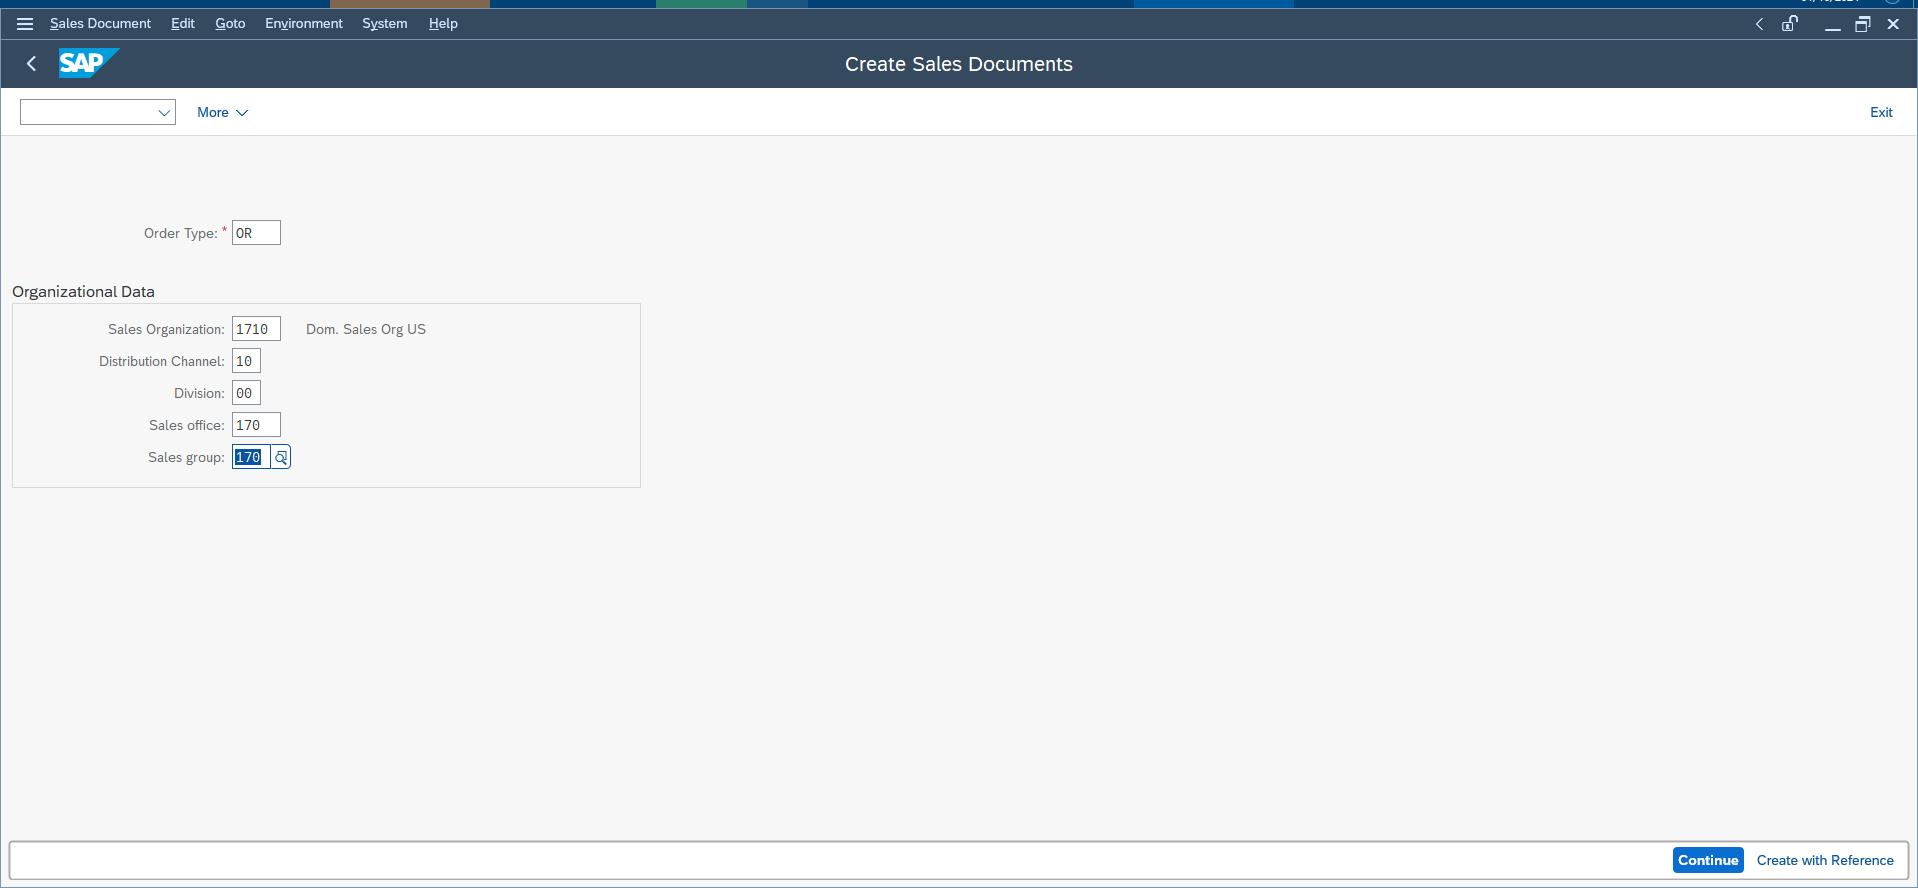 Sales Document Edit Goto Environment System Help
SAP Create Sales Documents
More Exit
Order Type: * OR
Organizational Data
Sales Organization: 1710 Dom. Sales Org US
Distribution Channel: 10
Division: 00
Sales office: 170
Sales group: 170
Continue Create with Reference